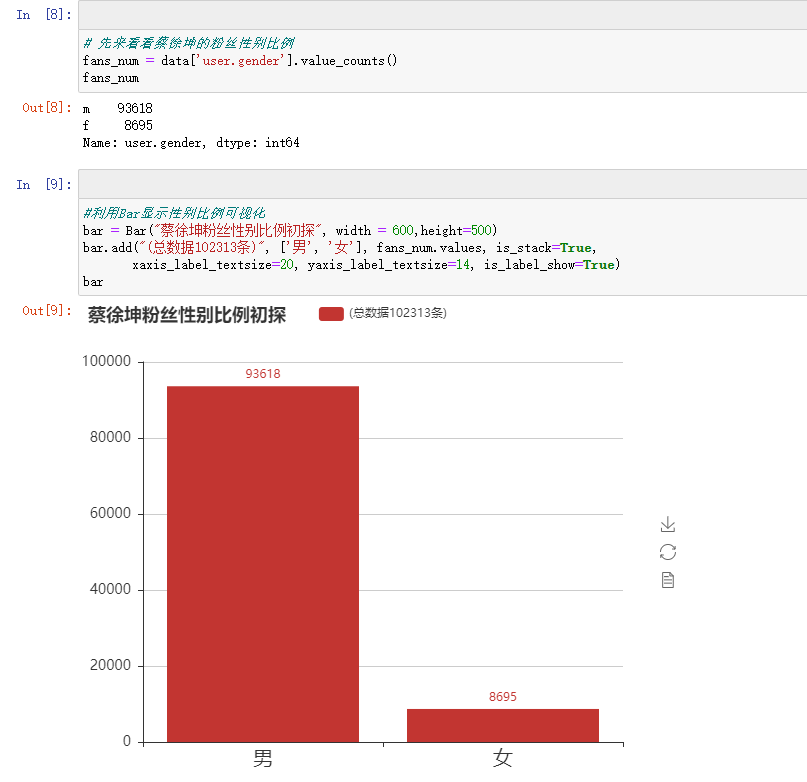 In [8]:
# 先来看看蔡徐坤的粉丝性别比例
fans_num = data['user.gender'].value_counts()
fans_num
Out[8]: m    93618
f     8695
Name: user.gender, dtype: int64
In [9]:
#利用Bar显示性别比例可视化
bar = Bar("蔡徐坤粉丝性别比例初探", width = 600,height=500)
bar.add("(总数据102313条)", ['男', '女'], fans_num.values, is_stack=True,
xaxis_label_textsize=20, yaxis_label_textsize=14, is_label_show=True)
bar
Out[9]: 蔡徐坤粉丝性别比例初探 (总数据102313条)
100000
93618
80000
60000
40000
20000
8695
0
男 女